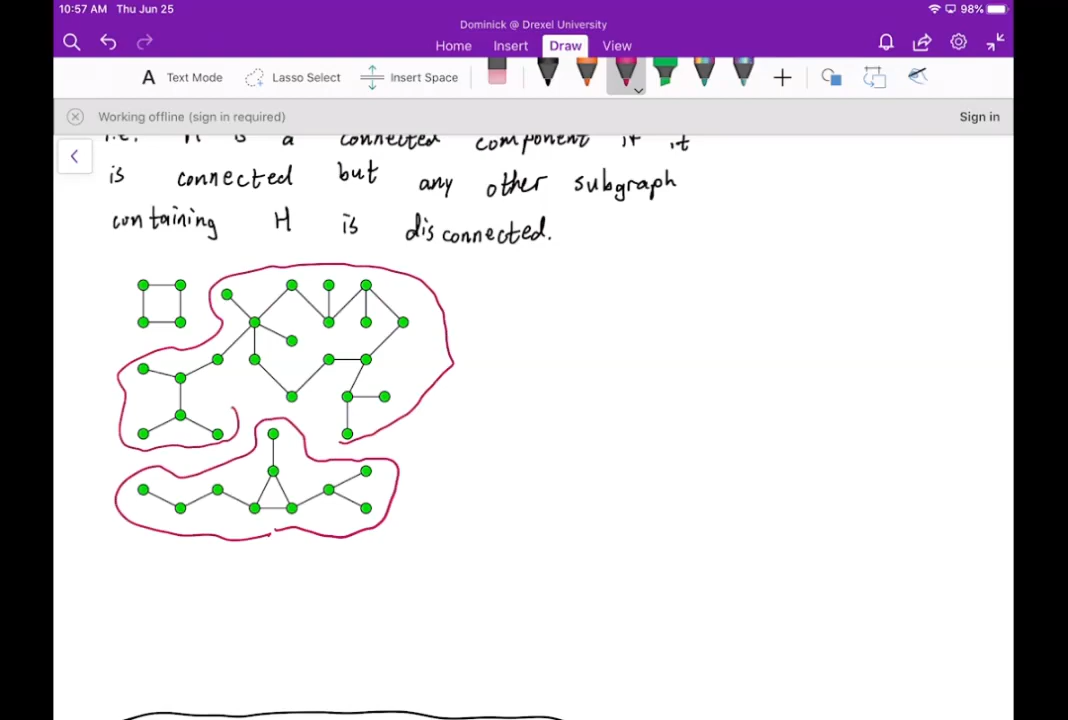 10:57 AM Thu Jun 25
98%
Dominick @ Drexel University
Home Insert Draw View
A Text Mode Lasso Select Insert Space
Working offline (sign in required) Sign in
i.e. H is a connected component if it
is connected but any other subgraph
containing H is disconnected.